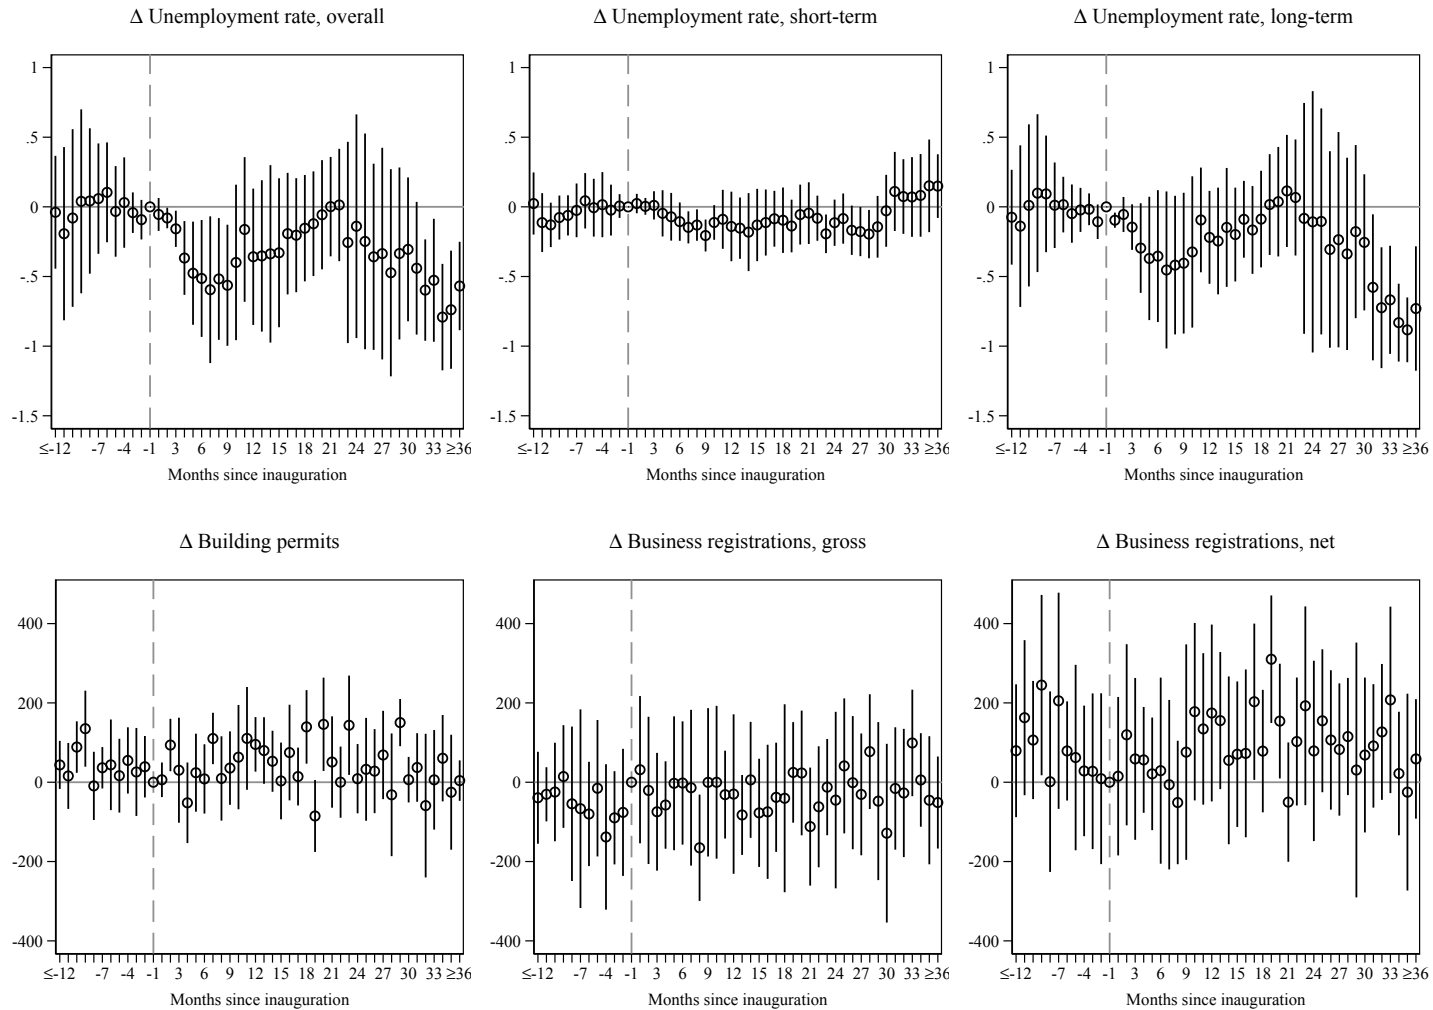 Δ Unemployment rate, overall
Δ Unemployment rate, short-term
Δ Unemployment rate, long-term
1
.5
0
-.5
-1
-1.5
≤-12 -7 -4 -1 3 6 9 12 15 18 21 24 27 30 33 ≥36
Months since inauguration
1
.5
0
-.5
-1
-1.5
≤-12 -7 -4 -1 3 6 9 12 15 18 21 24 27 30 33 ≥36
Months since inauguration
1
.5
0
-.5
-1
-1.5
≤-12 -7 -4 -1 3 6 9 12 15 18 21 24 27 30 33 ≥36
Months since inauguration
Δ Building permits
Δ Business registrations, gross
Δ Business registrations, net
400
200
0
-200
-400
≤-12 -7 -4 -1 3 6 9 12 15 18 21 24 27 30 33 ≥36
Months since inauguration
400
200
0
-200
-400
≤-12 -7 -4 -1 3 6 9 12 15 18 21 24 27 30 33 ≥36
Months since inauguration
400
200
0
-200
-400
≤-12 -7 -4 -1 3 6 9 12 15 18 21 24 27 30 33 ≥36
Months since inauguration